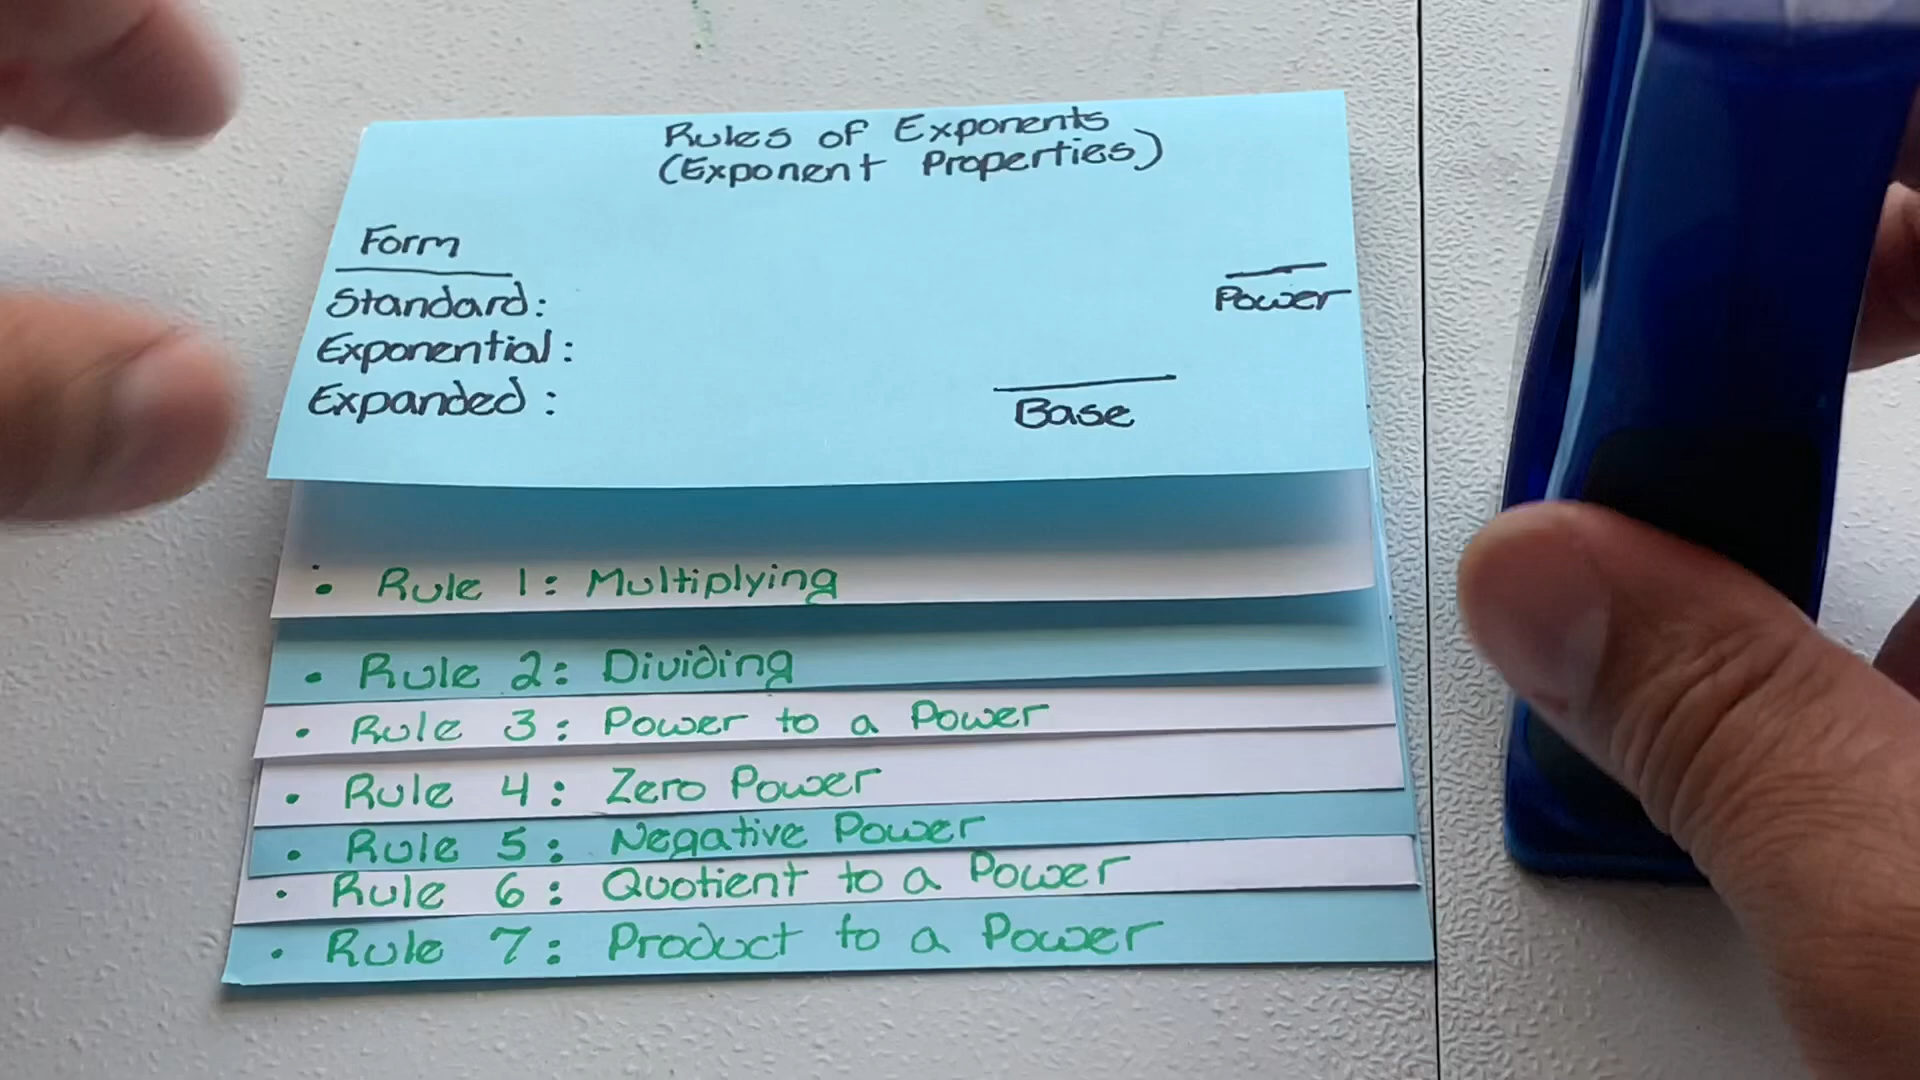 Rules of Exponents
(Exponent Properties)
Form
Standard:
Exponential:
Expanded:
Power
Base
• Rule 1: Multiplying
• Rule 2: Dividing
• Rule 3: Power to a Power
• Rule 4: Zero Power
• Rule 5: Negative Power
• Rule 6: Quotient to a Power
• Rule 7: Product to a Power